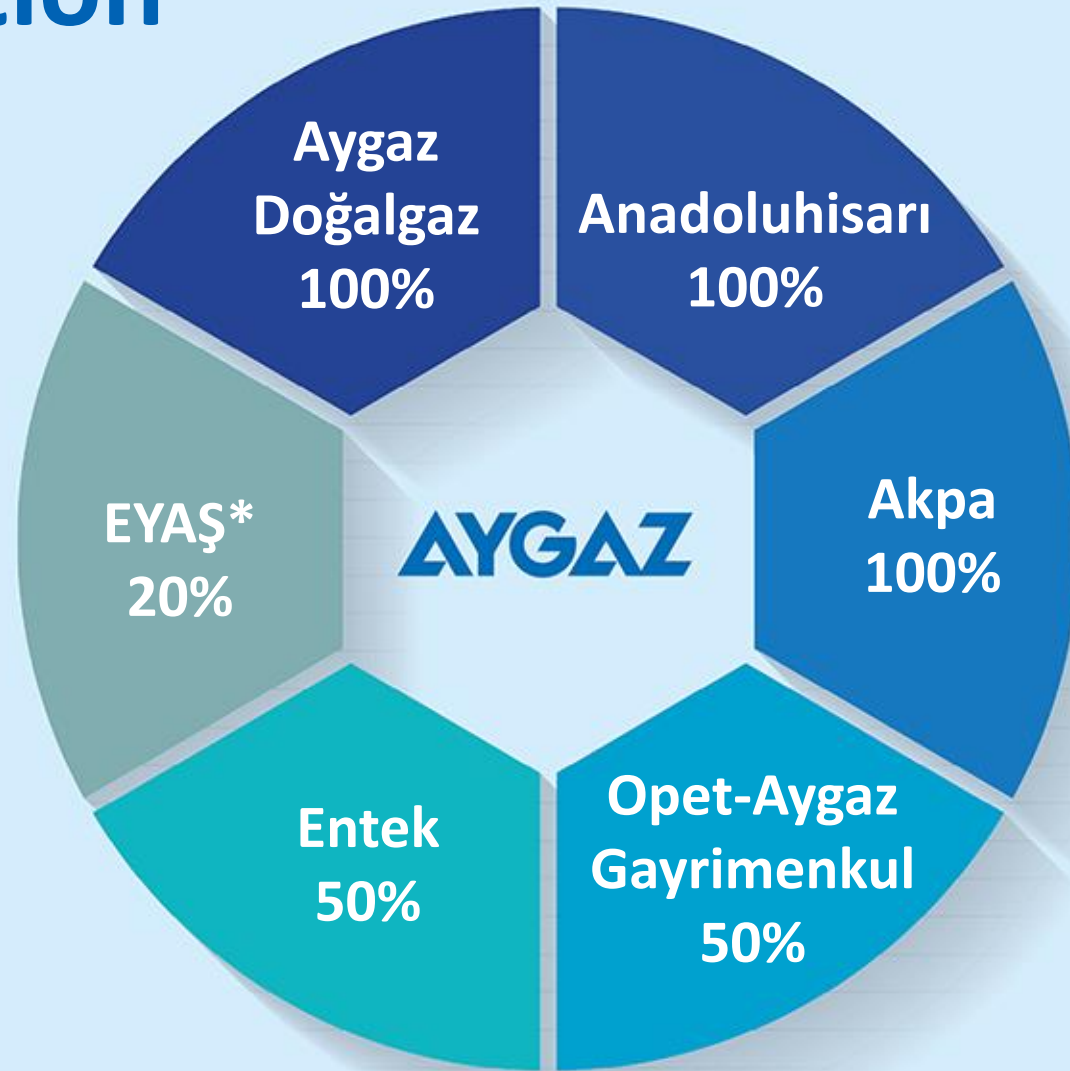 Aygaz
Doğalgaz
100%
Anadoluhisarı
100%
EYAŞ*
20%
AYGAZ
Akpa
100%
Entek
50%
Opet-Aygaz
Gayrimenkul
50%